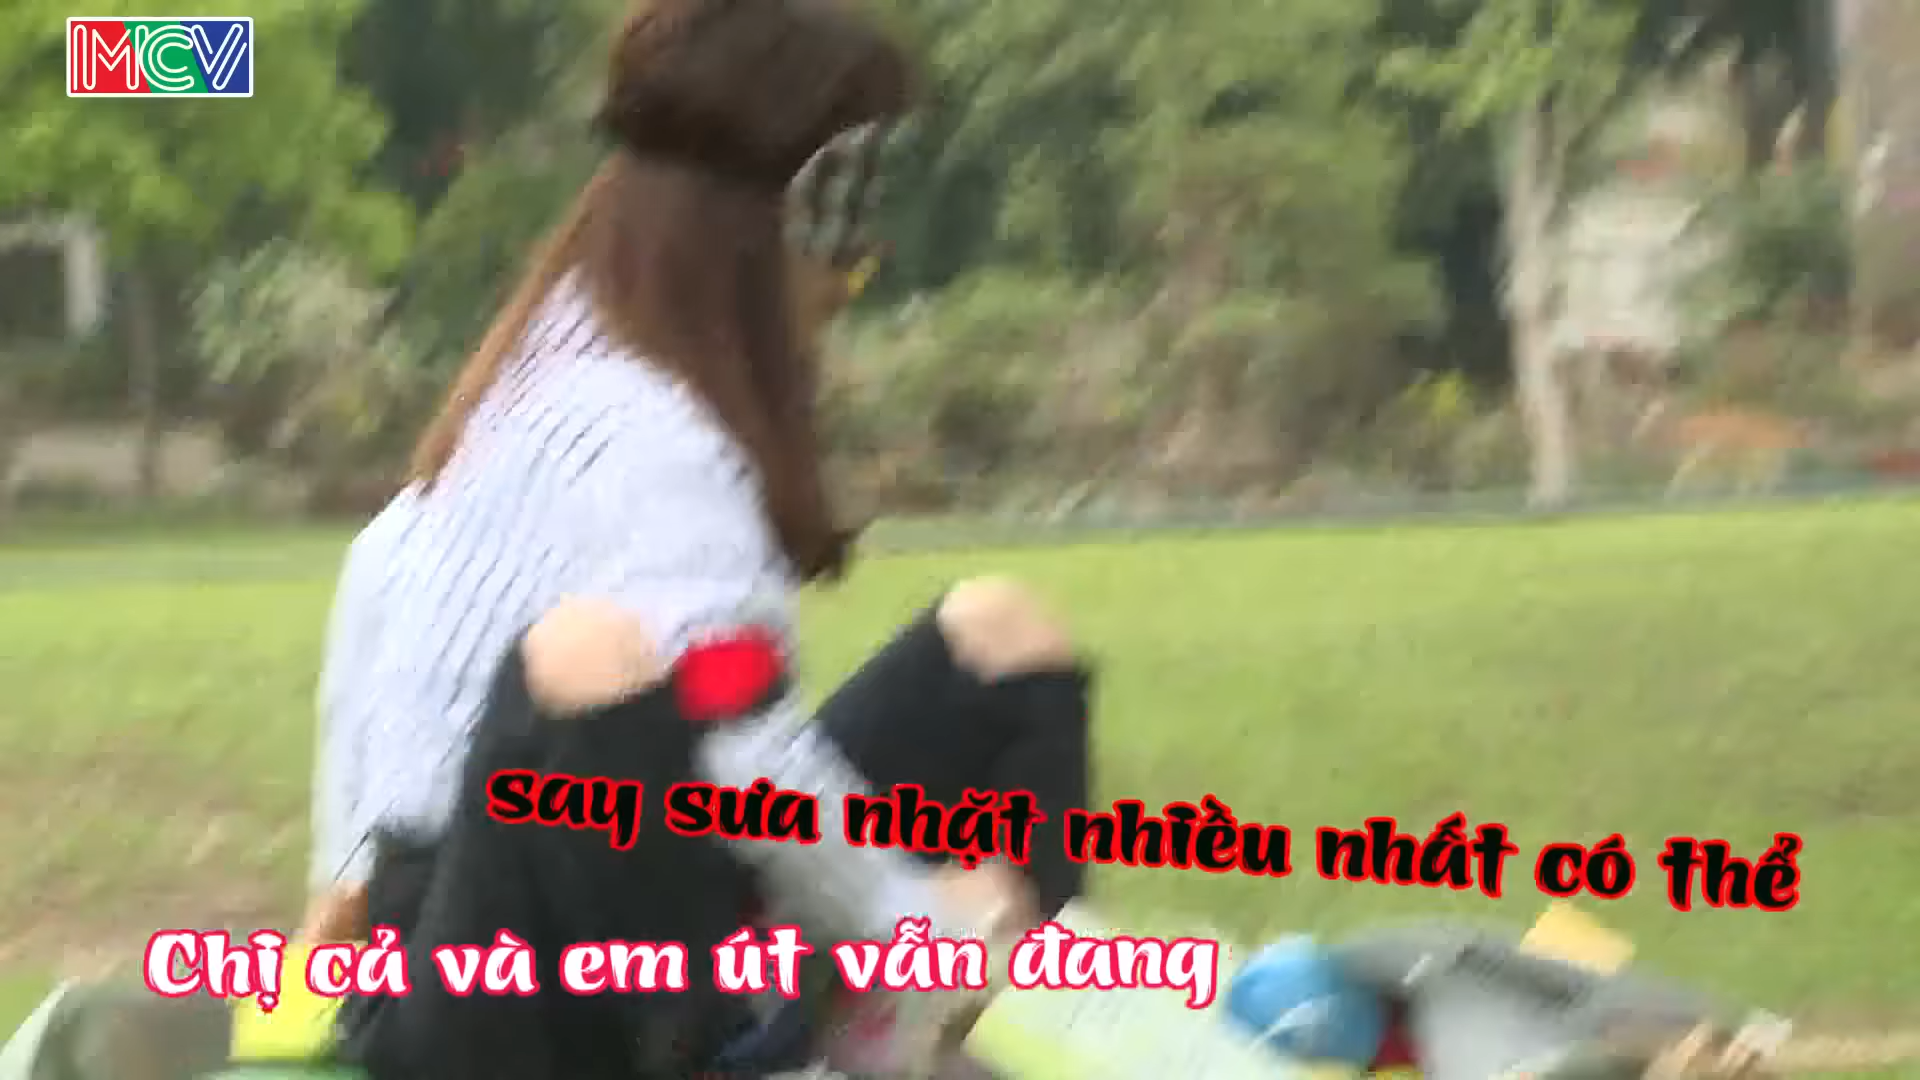 MCV
Chị cả và em út vẫn đang
say sưa nhặt nhiều nhất có thể